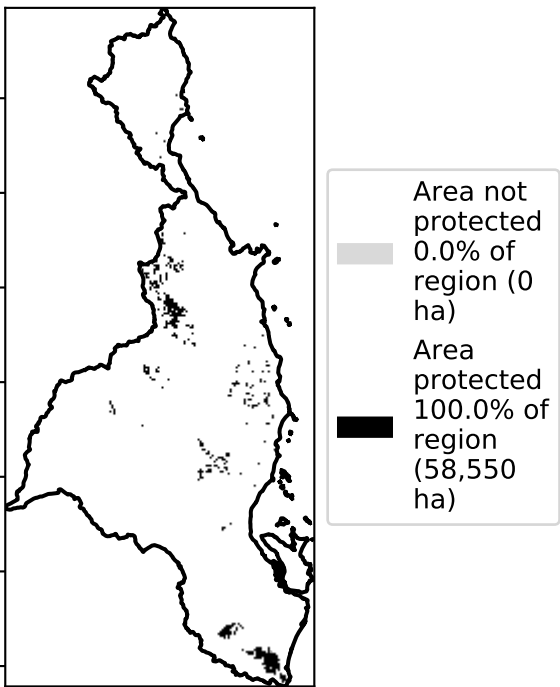 Area not
protected
0.0% of
region (0
ha)
Area
protected
100.0% of
region
(58,550
ha)